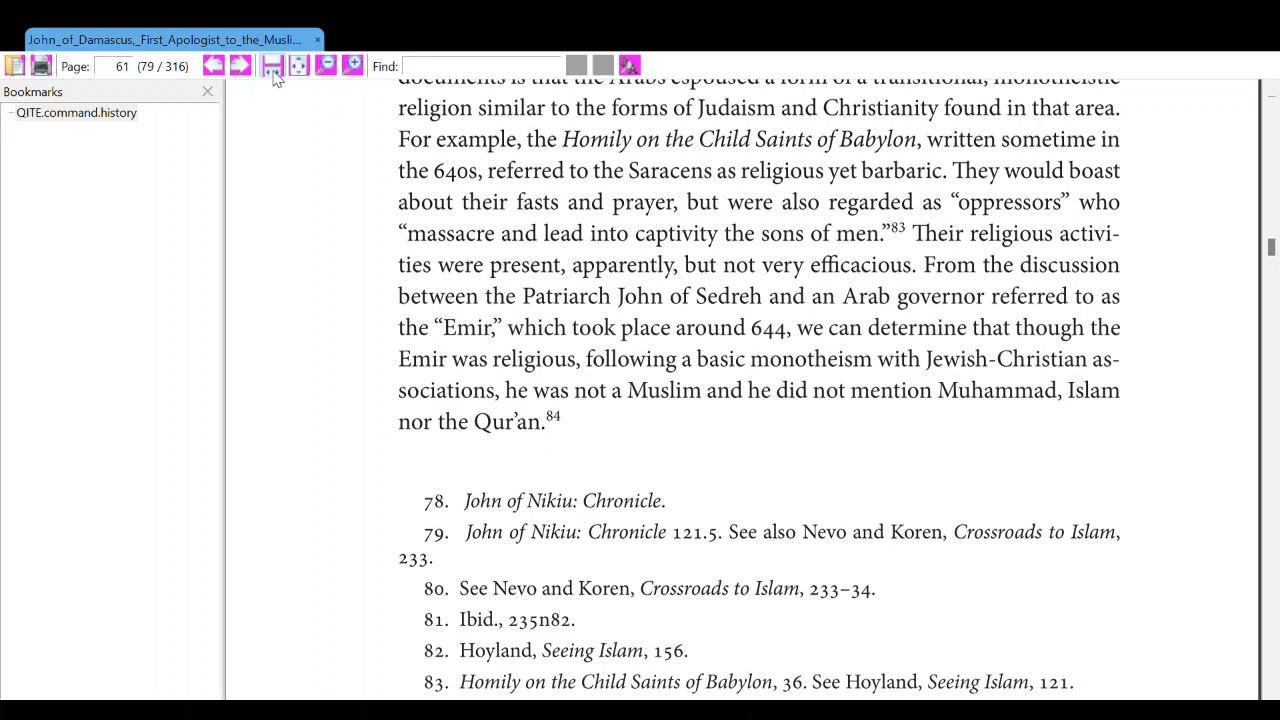 John_of_Damascus,_First_Apologist_to_the_Musli... ×
Page: 61 (79 / 316) Find:
Bookmarks
QITE.command.history
documents is that the Arabs espoused a form of a transitional, monotheistic
religion similar to the forms of Judaism and Christianity found in that area.
For example, the Homily on the Child Saints of Babylon, written sometime in
the 640s, referred to the Saracens as religious yet barbaric. They would boast
about their fasts and prayer, but were also regarded as “oppressors” who
“massacre and lead into captivity the sons of men.”83 Their religious activi-
ties were present, apparently, but not very efficacious. From the discussion
between the Patriarch John of Sedreh and an Arab governor referred to as
the “Emir,” which took place around 644, we can determine that though the
Emir was religious, following a basic monotheism with Jewish-Christian as-
sociations, he was not a Muslim and he did not mention Muhammad, Islam
nor the Qur’an.84
78. John of Nikiu: Chronicle.
79. John of Nikiu: Chronicle 121.5. See also Nevo and Koren, Crossroads to Islam,
233.
80. See Nevo and Koren, Crossroads to Islam, 233–34.
81. Ibid., 235n82.
82. Hoyland, Seeing Islam, 156.
83. Homily on the Child Saints of Babylon, 36. See Hoyland, Seeing Islam, 121.